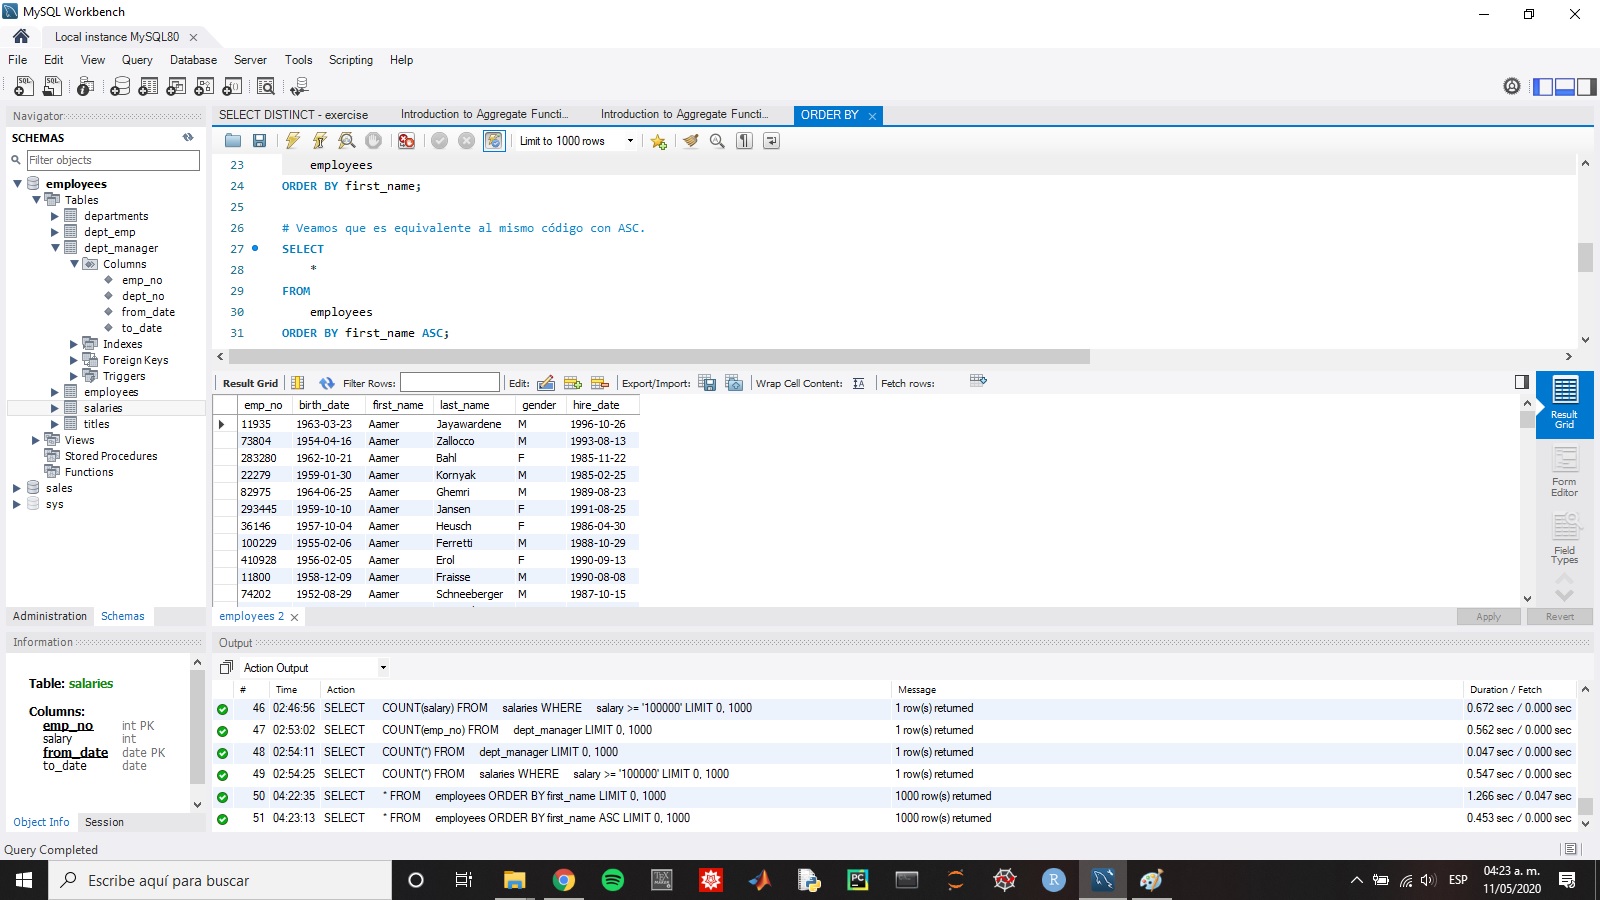 MySQL Workbench
Local instance MySQL80
File Edit View Query Database Server Tools Scripting Help
Navigator
SCHEMAS
Filter objects
employees
Tables
departments
dept_emp
dept_manager
Columns
emp_no
dept_no
from_date
to_date
Indexes
Foreign Keys
Triggers
employees
salaries
titles
Views
Stored Procedures
Functions
sales
sys
Administration Schemas
Information
Table: salaries
Columns:
emp_no int PK
salary int
from_date date PK
to_date date
Object Info Session
SELECT DISTINCT - exercise Introduction to Aggregate Functi... Introduction to Aggregate Functi... ORDER BY
Limit to 1000 rows
23 employees
24 ORDER BY first_name;
25
26 # Veamos que es equivalente al mismo código con ASC.
27 SELECT
28 *
29 FROM
30 employees
31 ORDER BY first_name ASC;
Result Grid Filter Rows: Edit: Export/Import: Wrap Cell Content: Fetch rows:
emp_no birth_date first_name last_name gender hire_date
11935 1963-03-23 Aamer Jayawardene M 1996-10-26
73804 1954-04-16 Aamer Zallocco M 1993-08-13
283280 1962-10-21 Aamer Bahl F 1985-11-22
22279 1959-01-30 Aamer Kornyak M 1985-02-25
82975 1964-06-25 Aamer Ghemri M 1989-08-23
293445 1959-10-10 Aamer Jansen F 1991-08-25
36146 1957-10-04 Aamer Heusch F 1986-04-30
100229 1955-02-06 Aamer Ferretti M 1988-10-29
410928 1956-02-05 Aamer Erol F 1990-09-13
11800 1958-12-09 Aamer Fraisse M 1990-08-08
74202 1952-08-29 Aamer Schneeberger M 1987-10-15
Result Grid
Form Editor
Field Types
employees 2
Apply Revert
Output
Action Output
# Time Action Message Duration / Fetch
46 02:46:56 SELECT COUNT(salary) FROM salaries WHERE salary >= '100000' LIMIT 0, 1000 1 row(s) returned 0.672 sec / 0.000 sec
47 02:53:02 SELECT COUNT(emp_no) FROM dept_manager LIMIT 0, 1000 1 row(s) returned 0.562 sec / 0.000 sec
48 02:54:11 SELECT COUNT(*) FROM dept_manager LIMIT 0, 1000 1 row(s) returned 0.047 sec / 0.000 sec
49 02:54:25 SELECT COUNT(*) FROM salaries WHERE salary >= '100000' LIMIT 0, 1000 1 row(s) returned 0.547 sec / 0.000 sec
50 04:22:35 SELECT * FROM employees ORDER BY first_name LIMIT 0, 1000 1000 row(s) returned 1.266 sec / 0.047 sec
51 04:23:13 SELECT * FROM employees ORDER BY first_name ASC LIMIT 0, 1000 1000 row(s) returned 0.453 sec / 0.000 sec
Query Completed
Escribe aquí para buscar
ESP
04:23 a. m.
11/05/2020